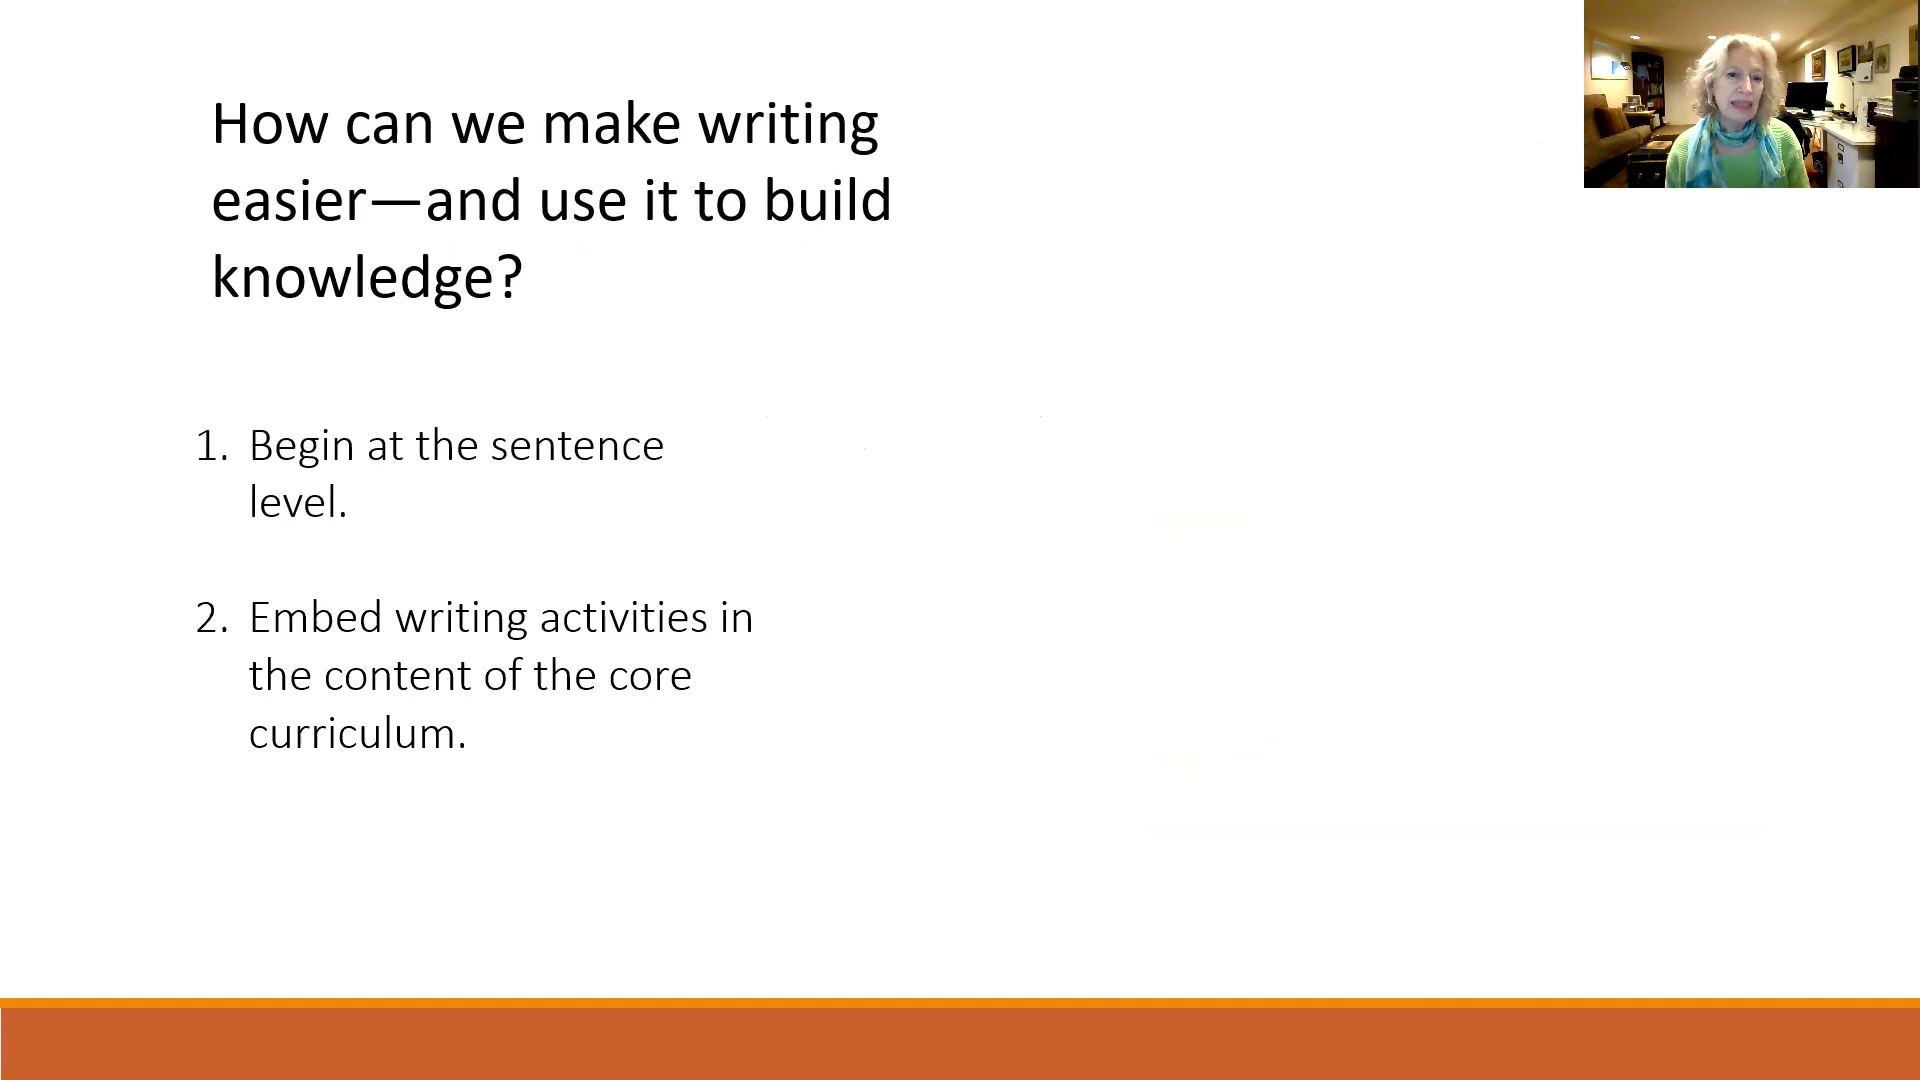 How can we make writing
easier—and use it to build
knowledge?
1. Begin at the sentence
level.
2. Embed writing activities in
the content of the core
curriculum.